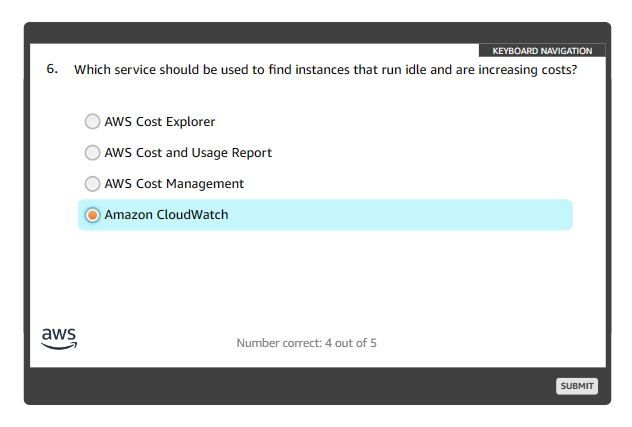 KEYBOARD NAVIGATION
6. Which service should be used to find instances that run idle and are increasing costs?
AWS Cost Explorer
AWS Cost and Usage Report
AWS Cost Management
Amazon CloudWatch
aws
Number correct: 4 out of 5
SUBMIT